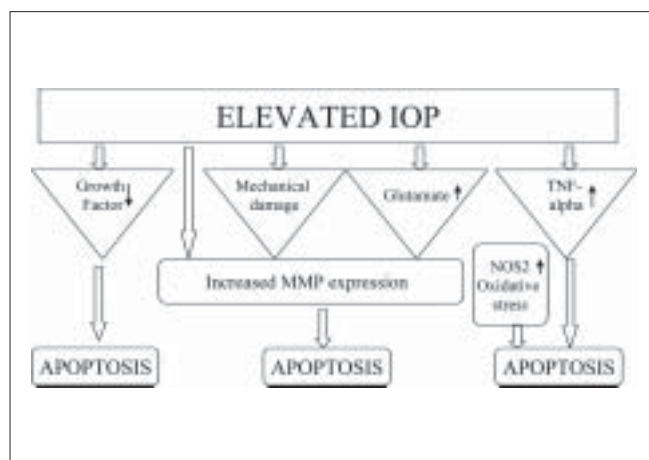 ELEVATED IOP
Growth
Factor↓
Mechanical
damage
Glutamate ↑
TNF-
alpha ↑
Increased MMP expression
NOS2 ↑
Oxidative
stress
APOPTOSIS
APOPTOSIS
APOPTOSIS